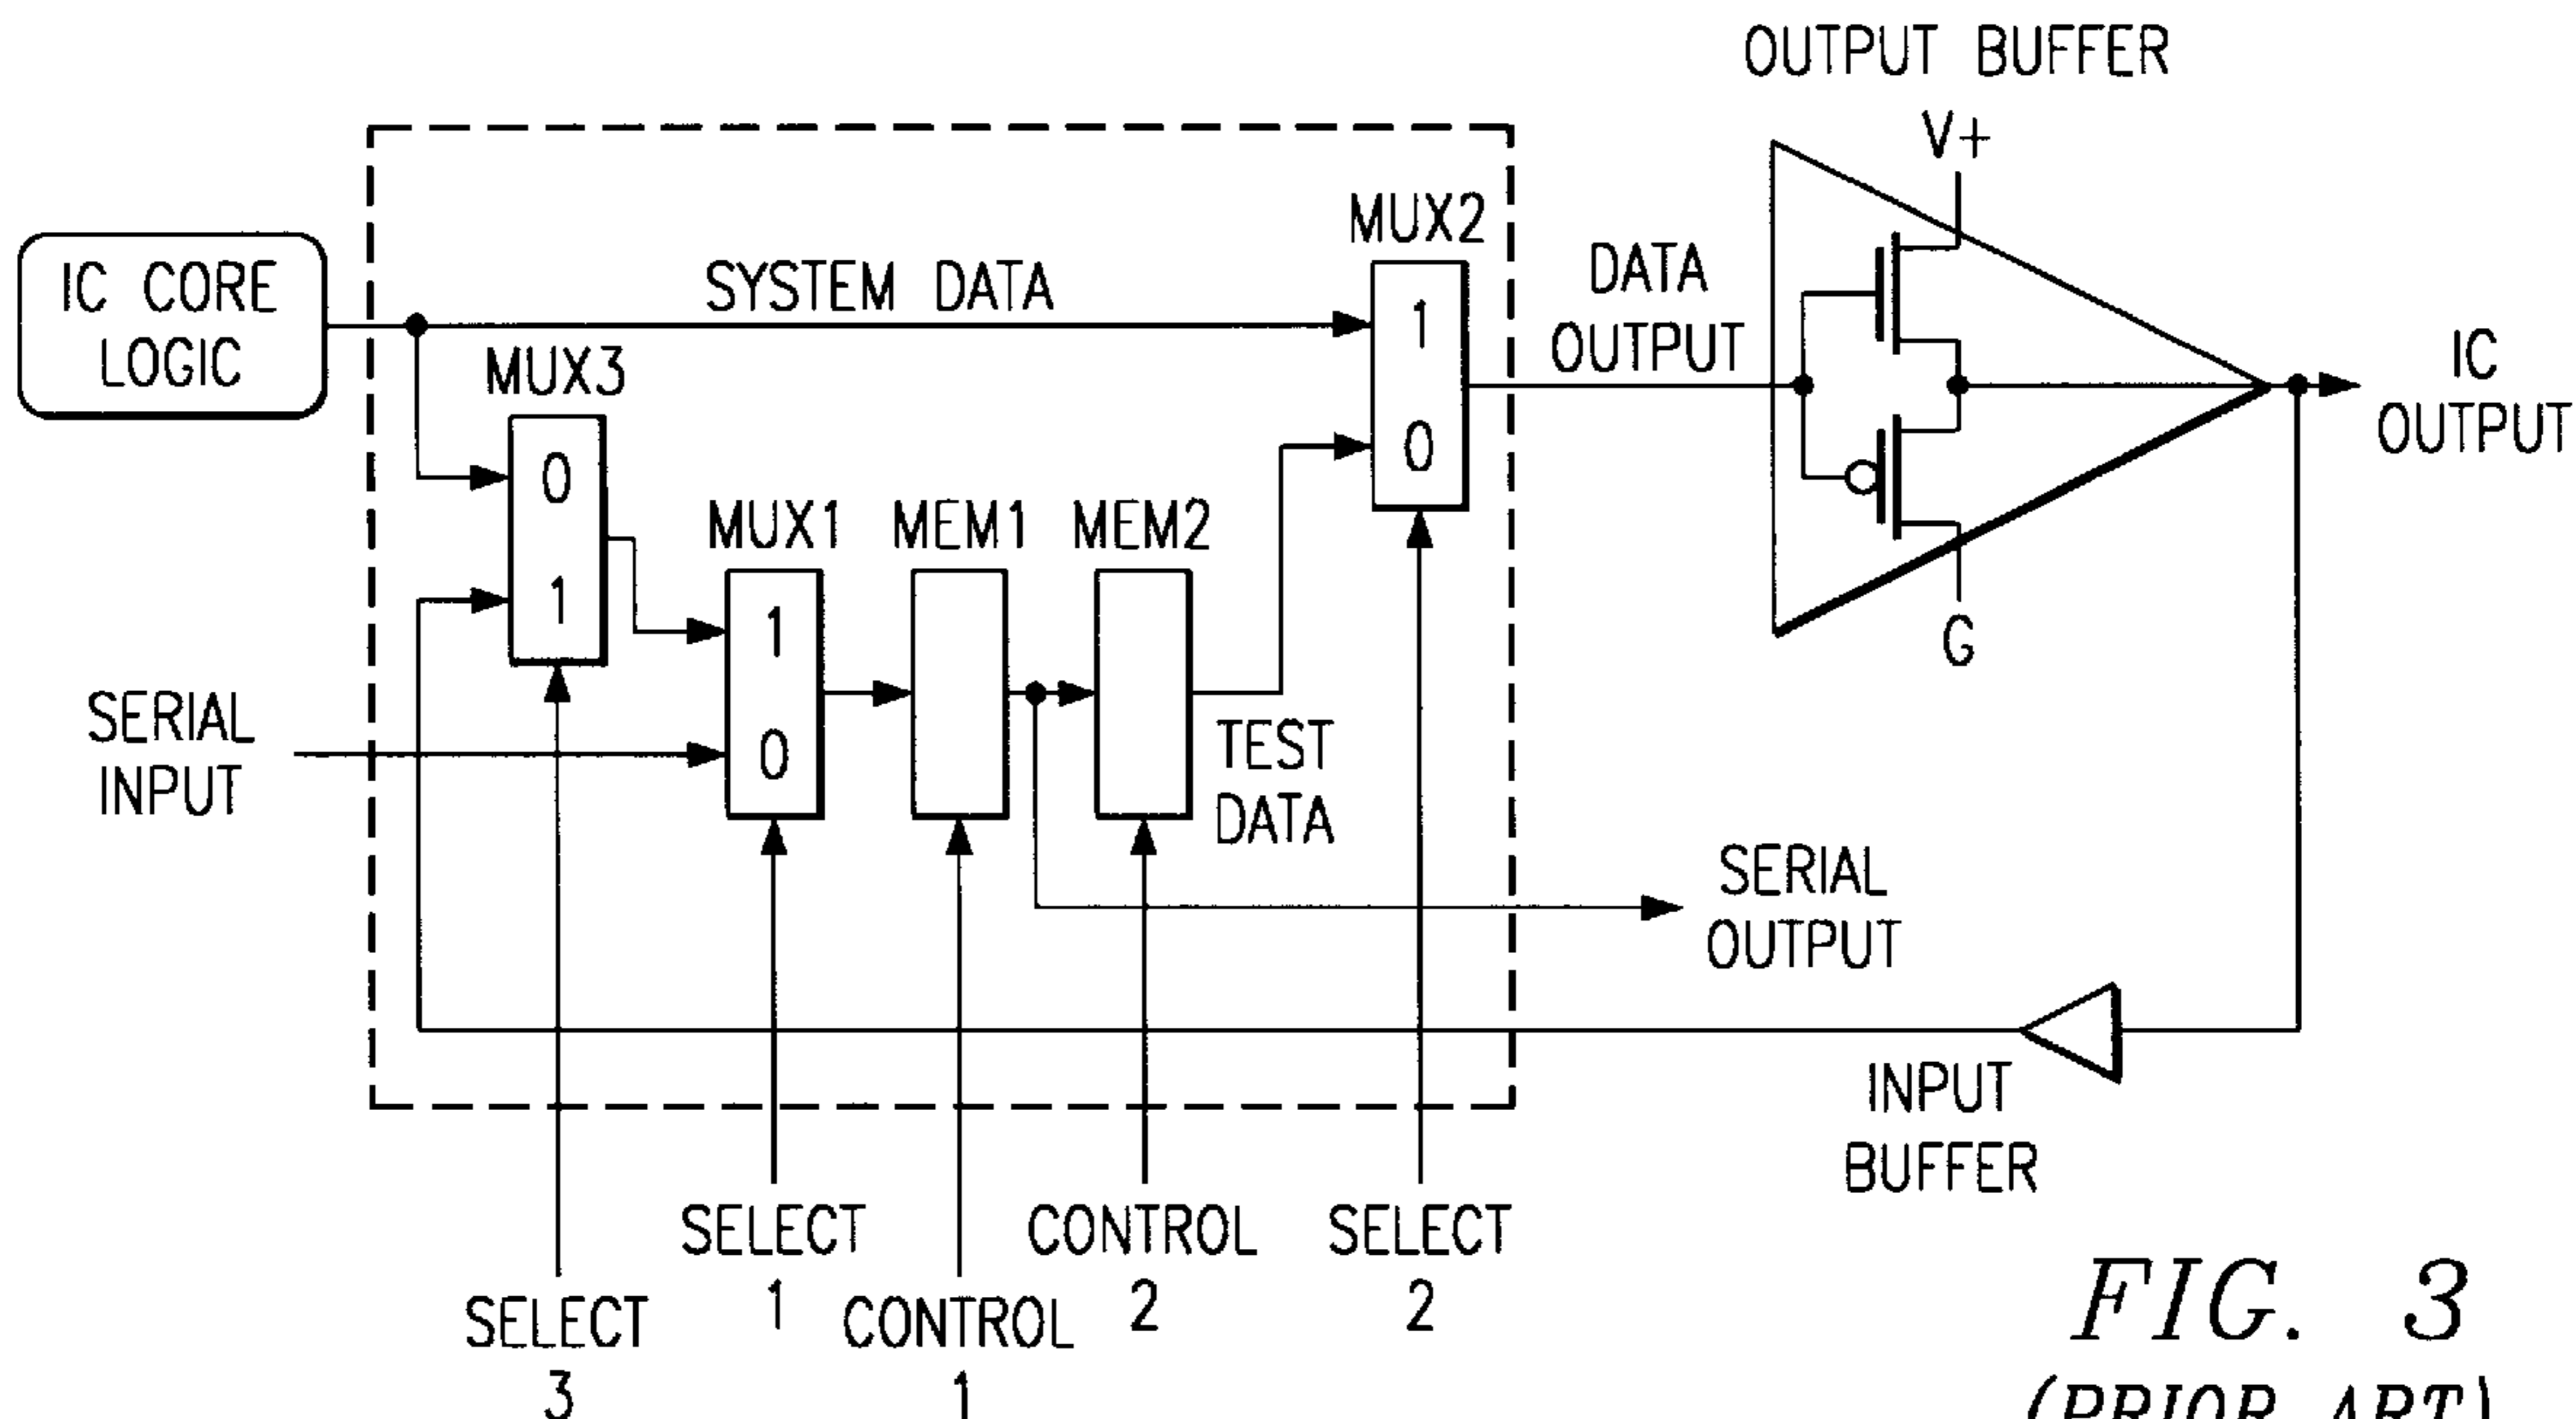 OUTPUT BUFFER
V+
MUX2
IC CORE
LOGIC
SYSTEM DATA
DATA
OUTPUT
1
0
IC
OUTPUT
MUX3
0
1
MUX1
MEM1
MEM2
1
0
G
SERIAL
INPUT
TEST
DATA
SERIAL
OUTPUT
INPUT
BUFFER
SELECT
1
CONTROL
2
SELECT
2
SELECT
3
CONTROL
1
FIG. 3
(PRIOR ART)